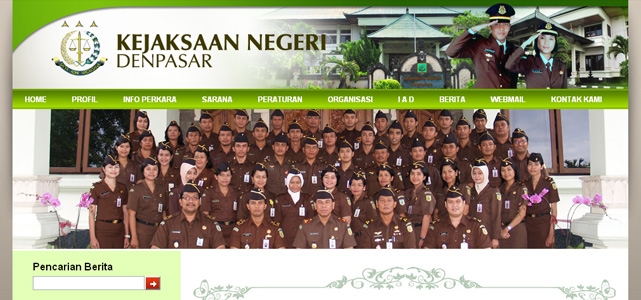 KEJAKSAAN NEGERI
DENPASAR
HOME PROFIL INFO PERKARA SARANA PERATURAN ORGANISASI I A D BERITA WEBMAIL KONTAK KAMI
Pencarian Berita